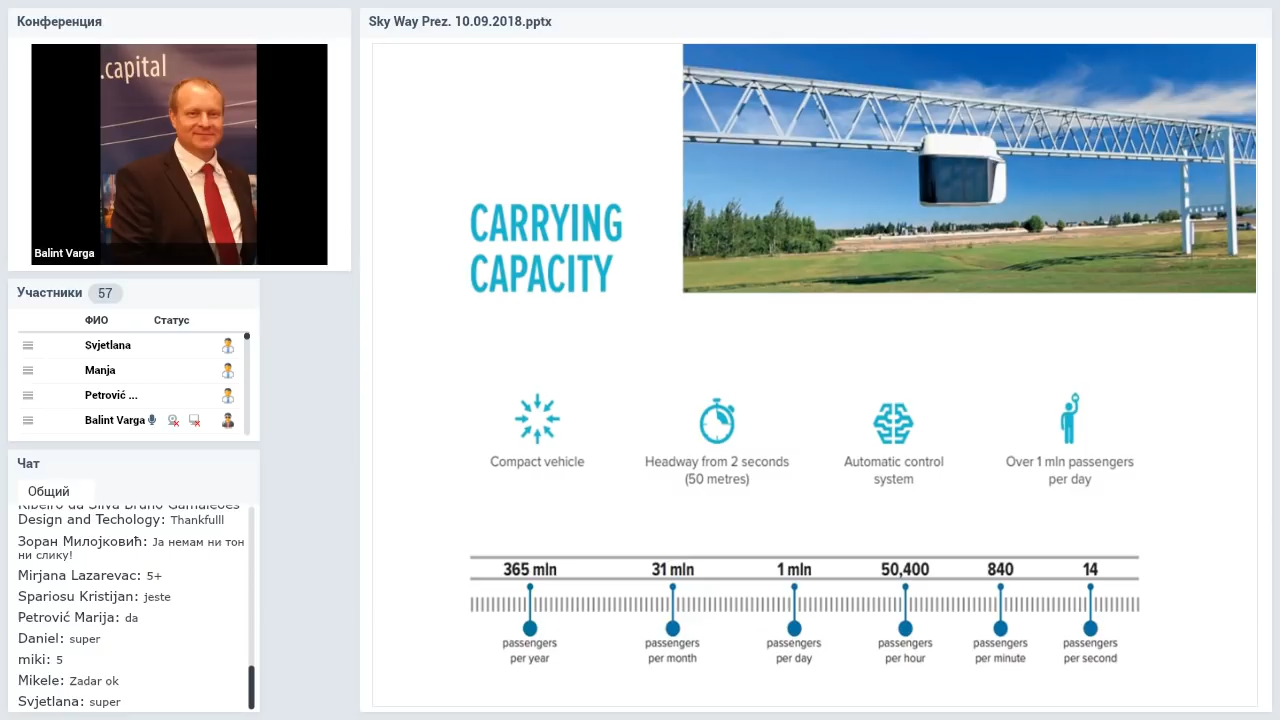 Конференция
.capital
Balint Varga
Участники 57
ФИО Статус
Svjetlana
Manja
Petrović ...
Balint Varga
Чат
Общий
Ribeiro da Silva Bruno Gamaleoes
Design and Techology: Thankfulll
Зоран Милојковић: Ја немам ни тон
ни слику!
Mirjana Lazarevac: 5+
Spariosu Kristijan: jeste
Petrović Marija: da
Daniel: super
miki: 5
Mikele: Zadar ok
Svjetlana: super
Sky Way Prez. 10.09.2018.pptx
CARRYING
CAPACITY
Compact vehicle
Headway from 2 seconds
(50 metres)
Automatic control
system
Over 1 mln passengers
per day
365 mln 31 mln 1 mln 50,400 840 14
passengers passengers passengers passengers passengers passengers
per year per month per day per hour per minute per second